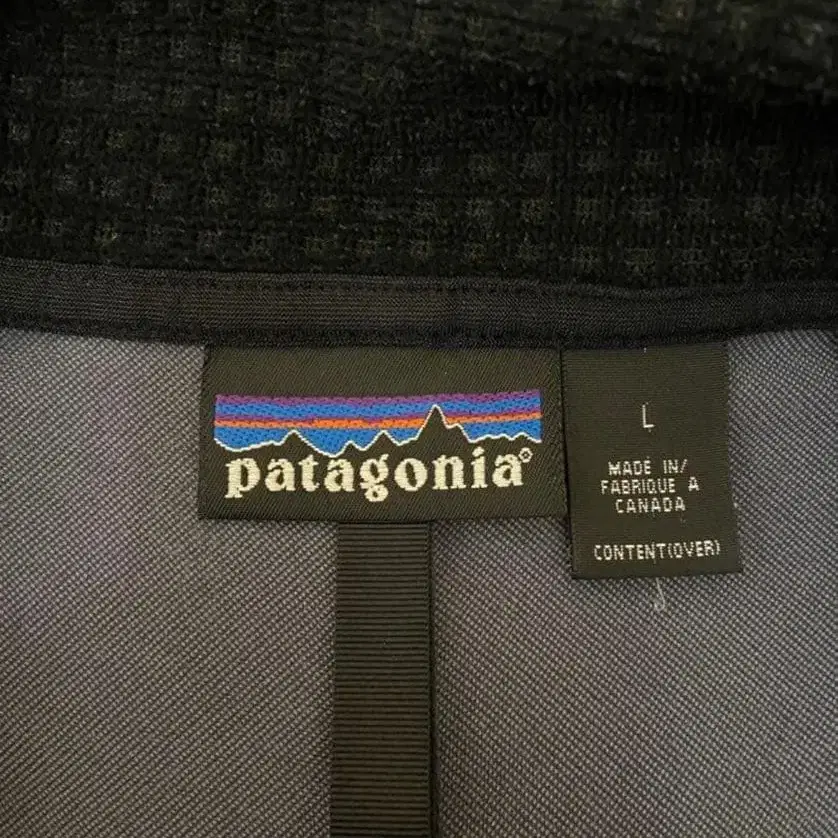 patagonia®
L
MADE IN/
FABRIQUE A
CANADA
CONTENT(OVER)